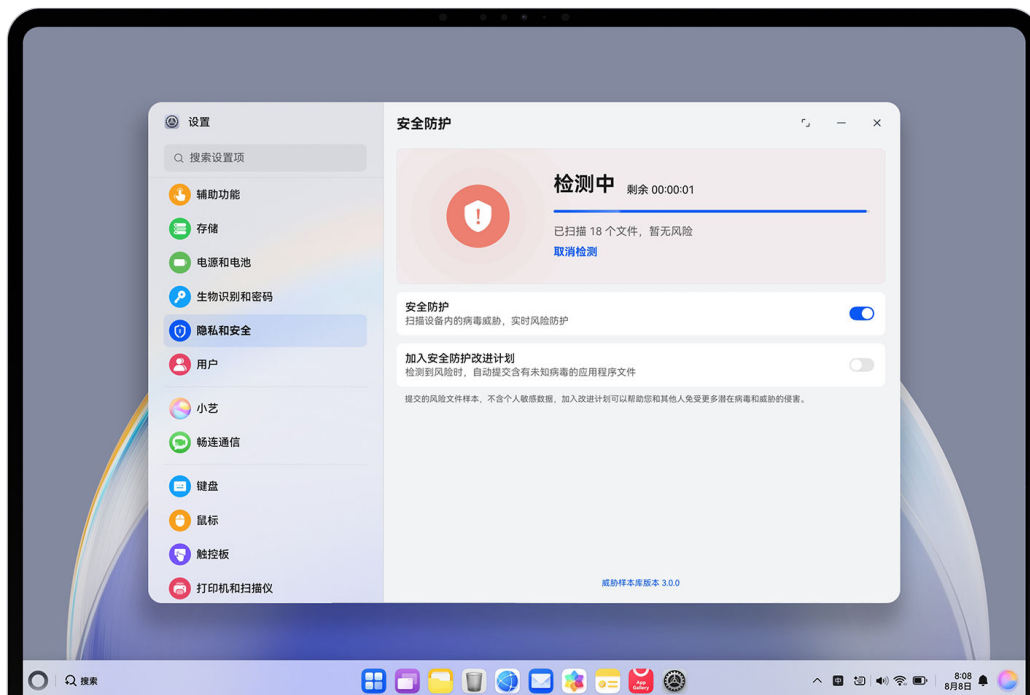 设置
搜索设置项
辅助功能
存储
电源和电池
生物识别和密码
隐私和安全
用户
小艺
畅连通信
键盘
鼠标
触控板
打印机和扫描仪
安全防护
检测中 剩余 00:00:01
已扫描 18 个文件，暂无风险
取消检测
安全防护
扫描设备内的病毒威胁，实时风险防护
加入安全防护改进计划
检测到风险时，自动提交含有未知病毒的应用程序文件
提交的风险文件样本，不含个人敏感数据，加入改进计划可以帮助您和其他人免受更多潜在病毒和威胁的侵害。
威胁样本库版本 3.0.0
搜索
App
Gallery
中
8:08
8月8日